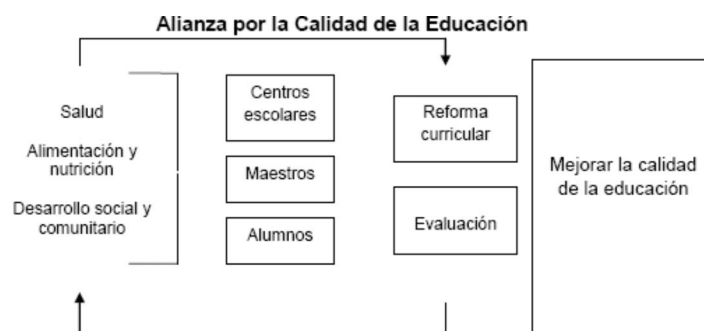 Alianza por la Calidad de la Educación
Salud
Alimentación y
nutrición
Desarrollo social y
comunitario
Centros
escolares
Maestros
Alumnos
Reforma
curricular
Evaluación
Mejorar la calidad
de la educación